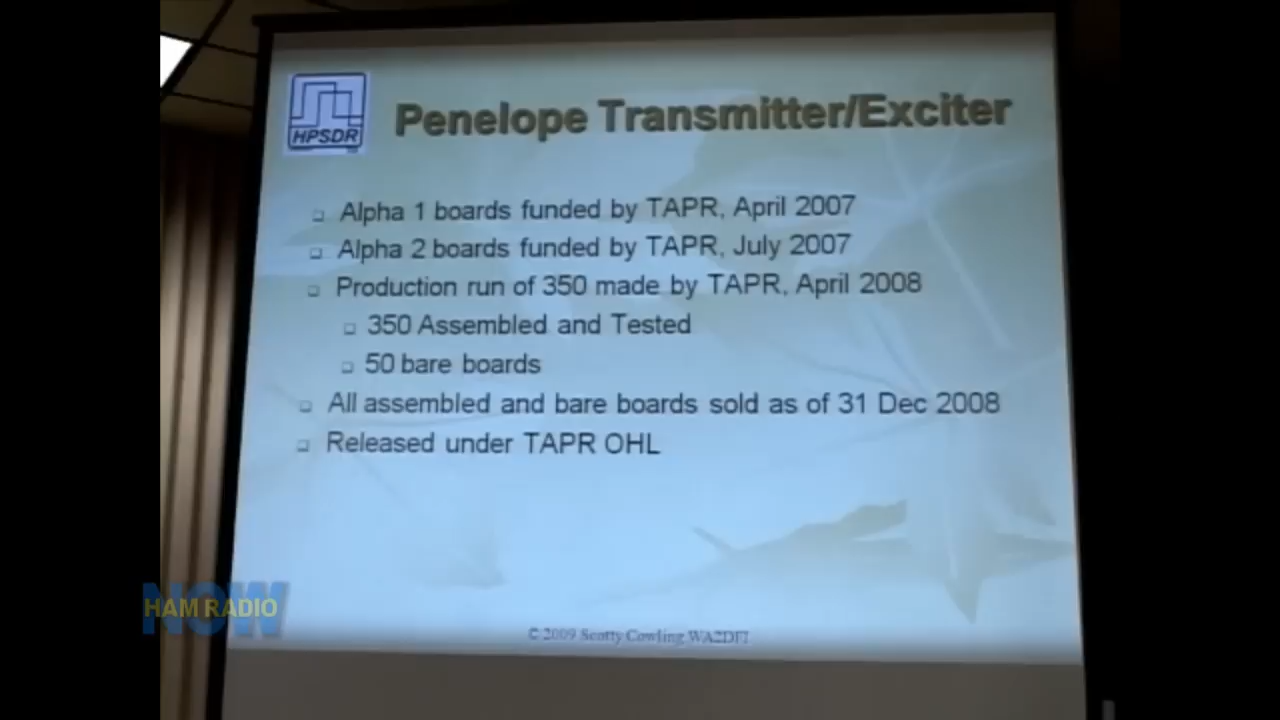 HPSDR
Penelope Transmitter/Exciter
Alpha 1 boards funded by TAPR, April 2007
Alpha 2 boards funded by TAPR, July 2007
Production run of 350 made by TAPR, April 2008
350 Assembled and Tested
50 bare boards
All assembled and bare boards sold as of 31 Dec 2008
Released under TAPR OHL
© 2009 Scotty Cowling WA2DFI
NOW
HAM RADIO